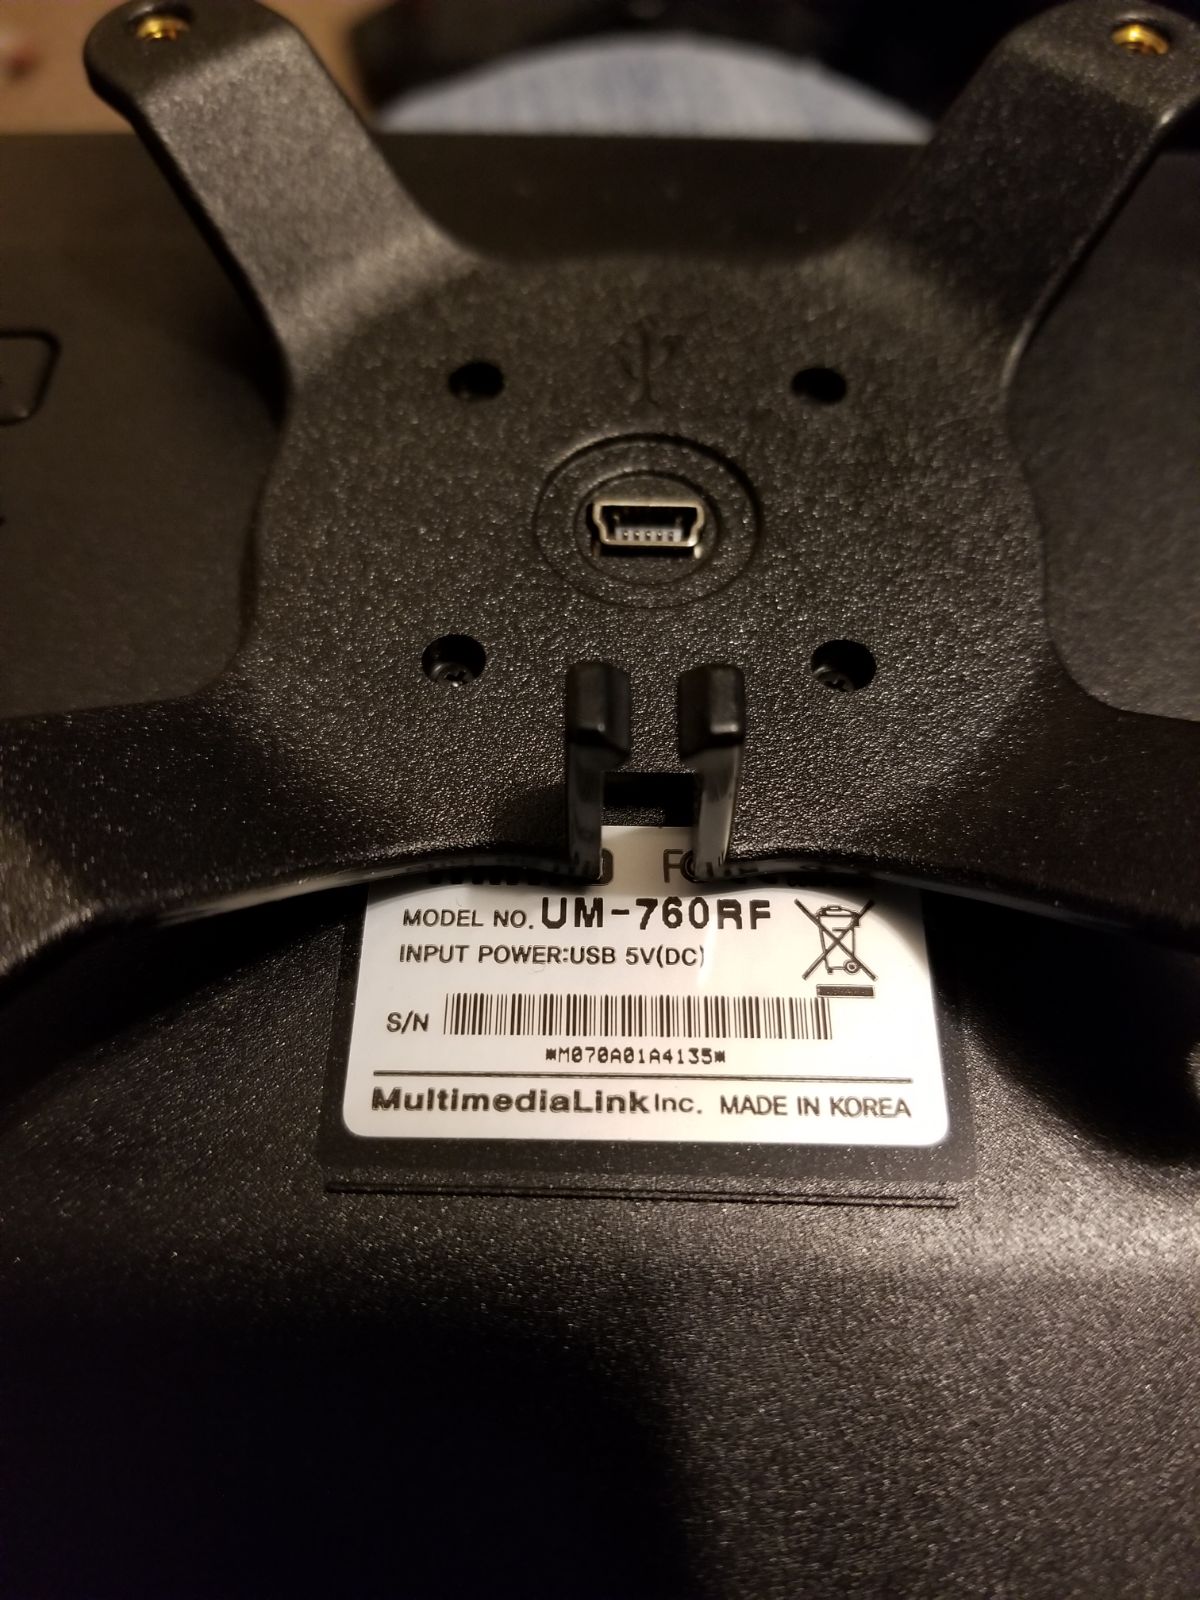 MODEL NO. UM-760RF
INPUT POWER:USB 5V(DC)
S/N
*M070A01A4135*
MultimediaLink Inc. MADE IN KOREA